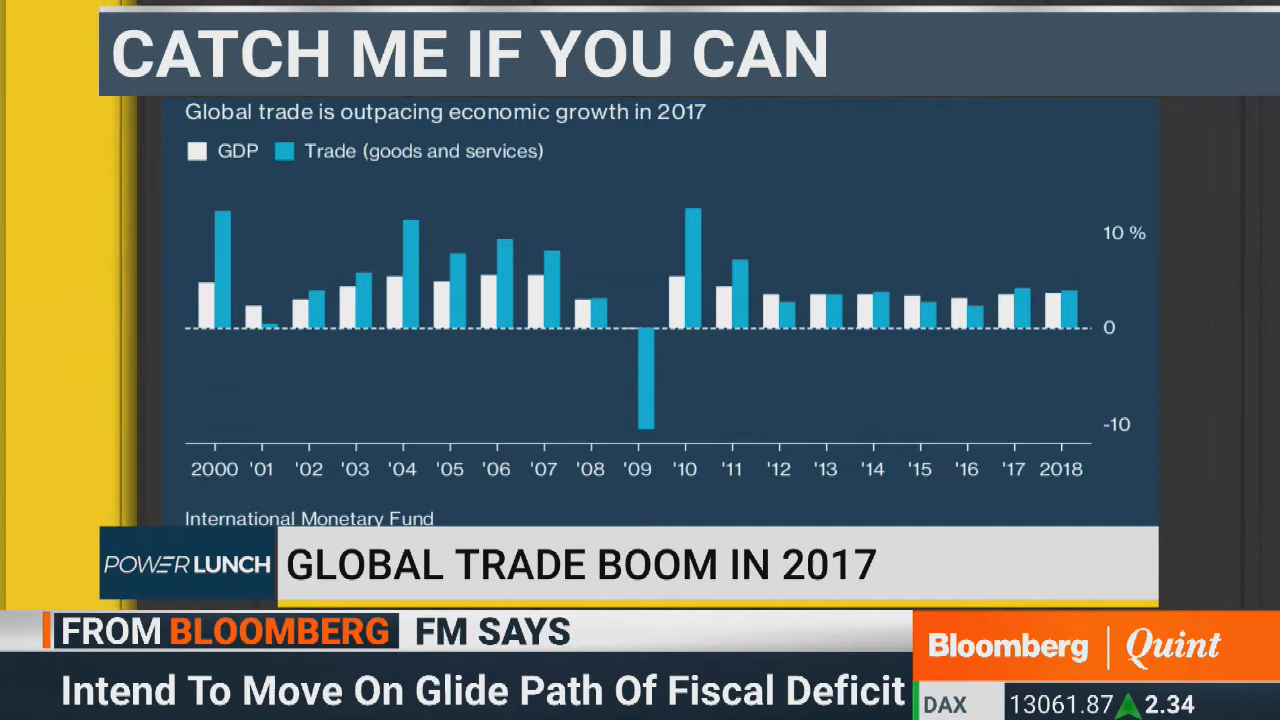 CATCH ME IF YOU CAN
Global trade is outpacing economic growth in 2017
GDP Trade (goods and services)
10 %
0
-10
2000 '01 '02 '03 '04 '05 '06 '07 '08 '09 '10 '11 '12 '13 '14 '15 '16 '17 2018
International Monetary Fund
POWER LUNCH GLOBAL TRADE BOOM IN 2017
FROM BLOOMBERG FM SAYS
Intend To Move On Glide Path Of Fiscal Deficit
Bloomberg | Quint
DAX 13061.87 2.34